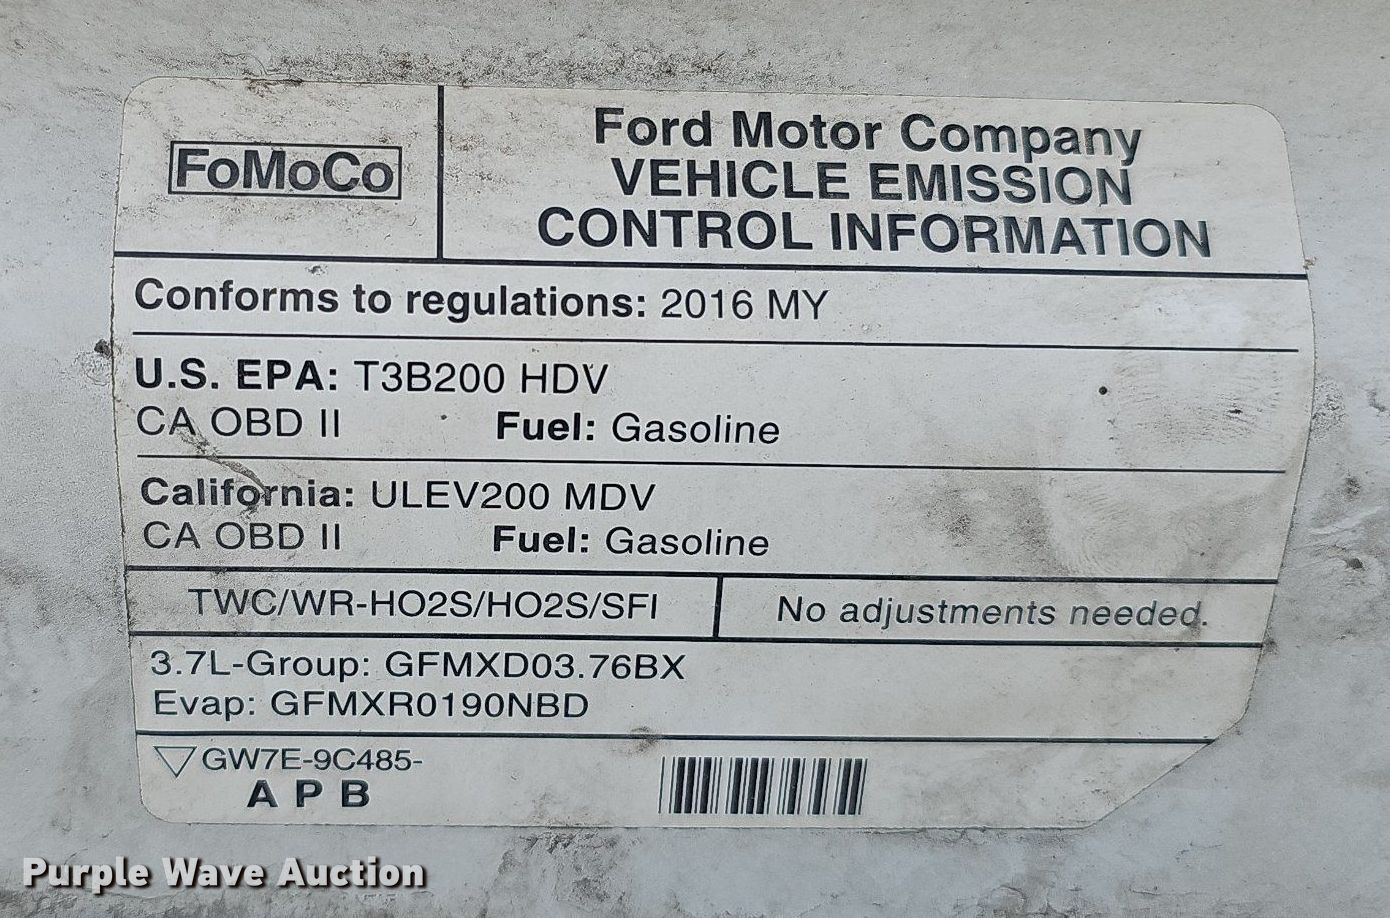 FoMoCo
Ford Motor Company
VEHICLE EMISSION
CONTROL INFORMATION
Conforms to regulations: 2016 MY
U.S. EPA: T3B200 HDV
CA OBD II Fuel: Gasoline
California: ULEV200 MDV
CA OBD II Fuel: Gasoline
TWC/WR-HO2S/HO2S/SFI No adjustments needed.
3.7L-Group: GFMXD03.76BX
Evap: GFMXR0190NBD
GW7E-9C485-
A P B
Purple Wave Auction